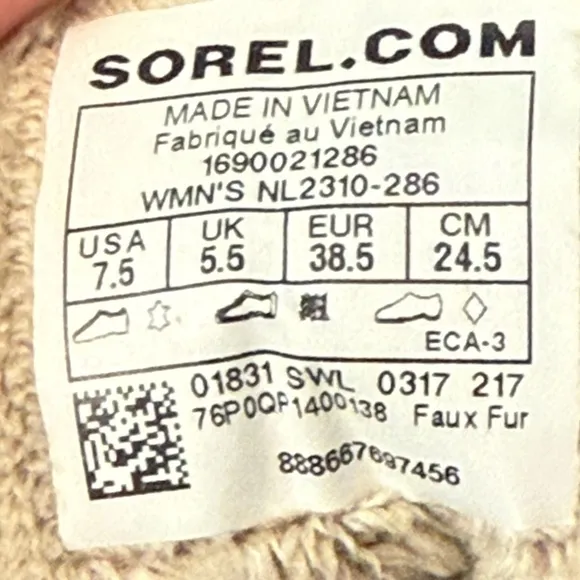 SOREL.COM
MADE IN VIETNAM
Fabriqué au Vietnam
1690021286
WMN'S NL2310-286
USA UK EUR CM
7.5 5.5 38.5 24.5
ECA-3
01831 SWL 0317 217
76P0QP1400138 Faux Fur
888667697456